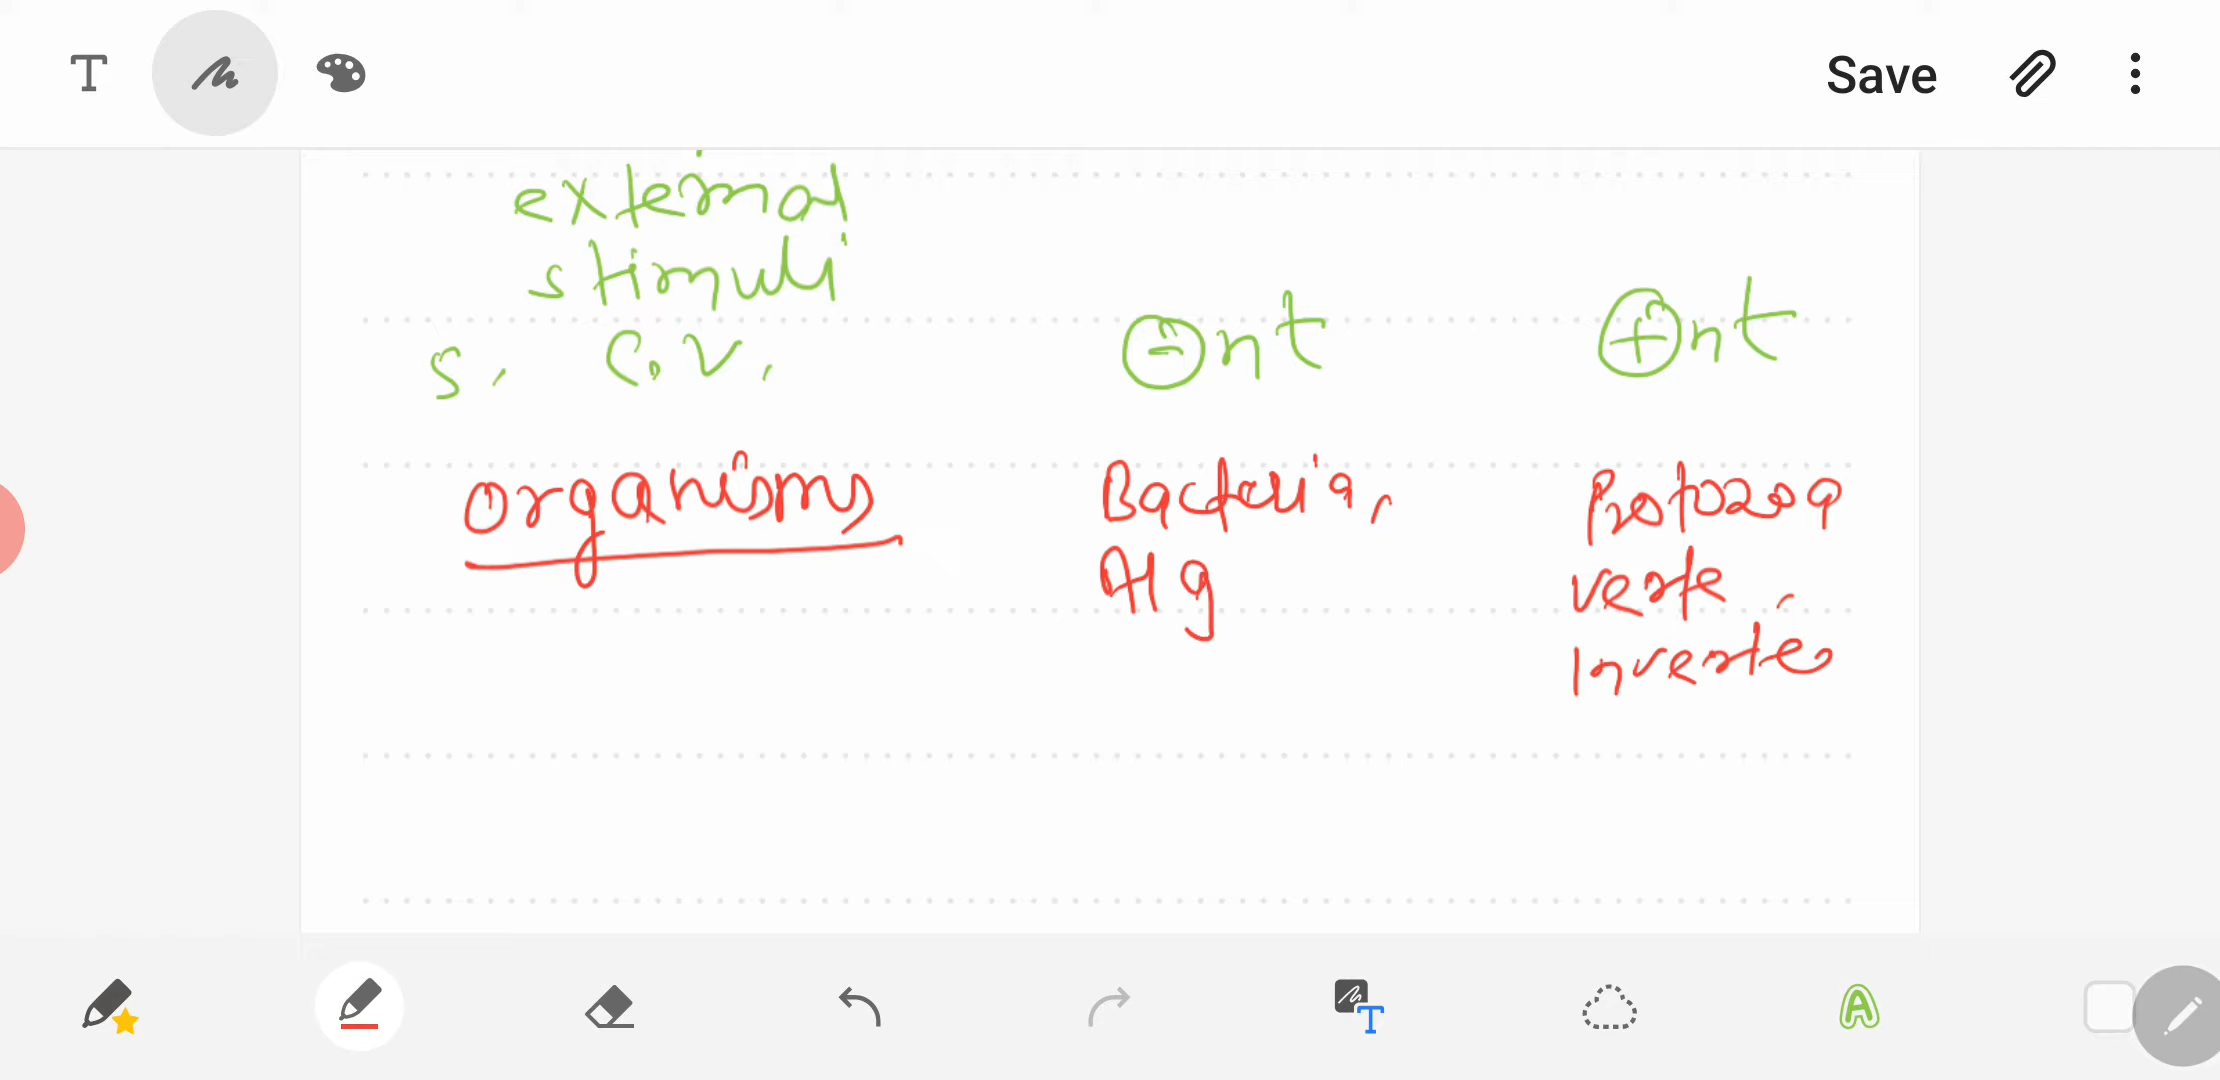 Save
external
stimuli
S. C.V. ⊖nt ⊕nt
organisms Bacteria, Protozoa
Alg verte,
Inverte